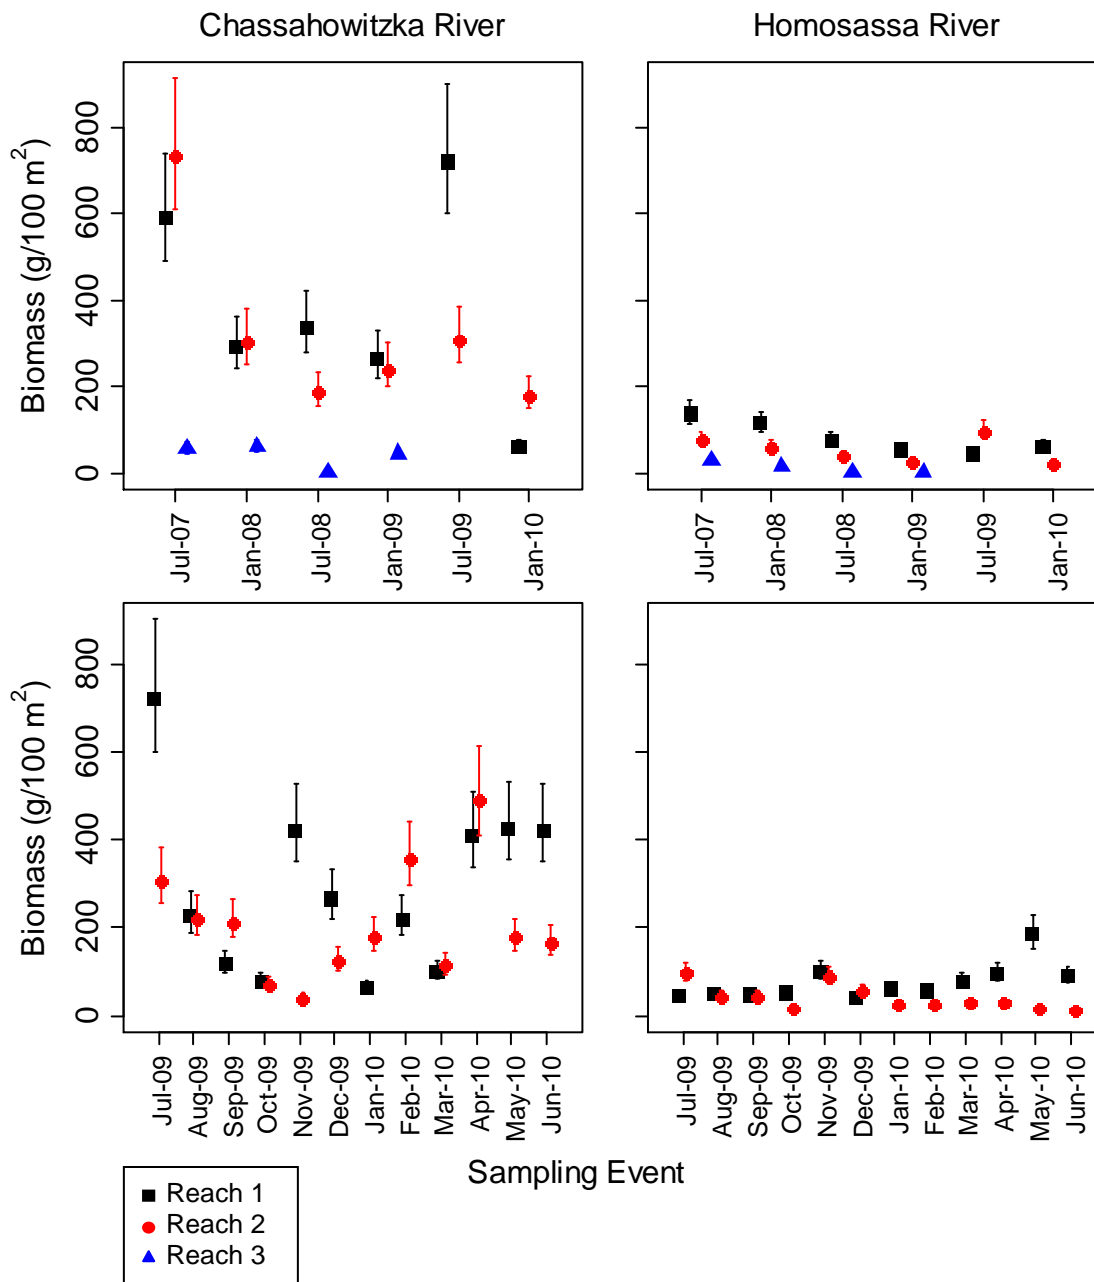 Chassahowitzka River
Homosassa River
Biomass (g/100 m²)
800
600
400
200
0
Jul-07
Jan-08
Jul-08
Jan-09
Jul-09
Jan-10
Jul-07
Jan-08
Jul-08
Jan-09
Jul-09
Jan-10
Biomass (g/100 m²)
800
600
400
200
0
Jul-09
Aug-09
Sep-09
Oct-09
Nov-09
Dec-09
Jan-10
Feb-10
Mar-10
Apr-10
May-10
Jun-10
Jul-09
Aug-09
Sep-09
Oct-09
Nov-09
Dec-09
Jan-10
Feb-10
Mar-10
Apr-10
May-10
Jun-10
Sampling Event
Reach 1
Reach 2
Reach 3